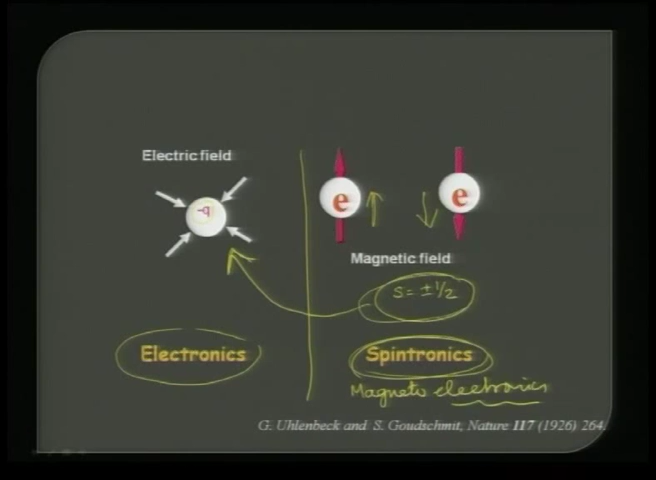 Electric field
-q
e
e
Magnetic field
s = ±1/2
Electronics
Spintronics
Magneto electronics
G. Uhlenbeck and S. Goudschmit, Nature 117 (1926) 264.